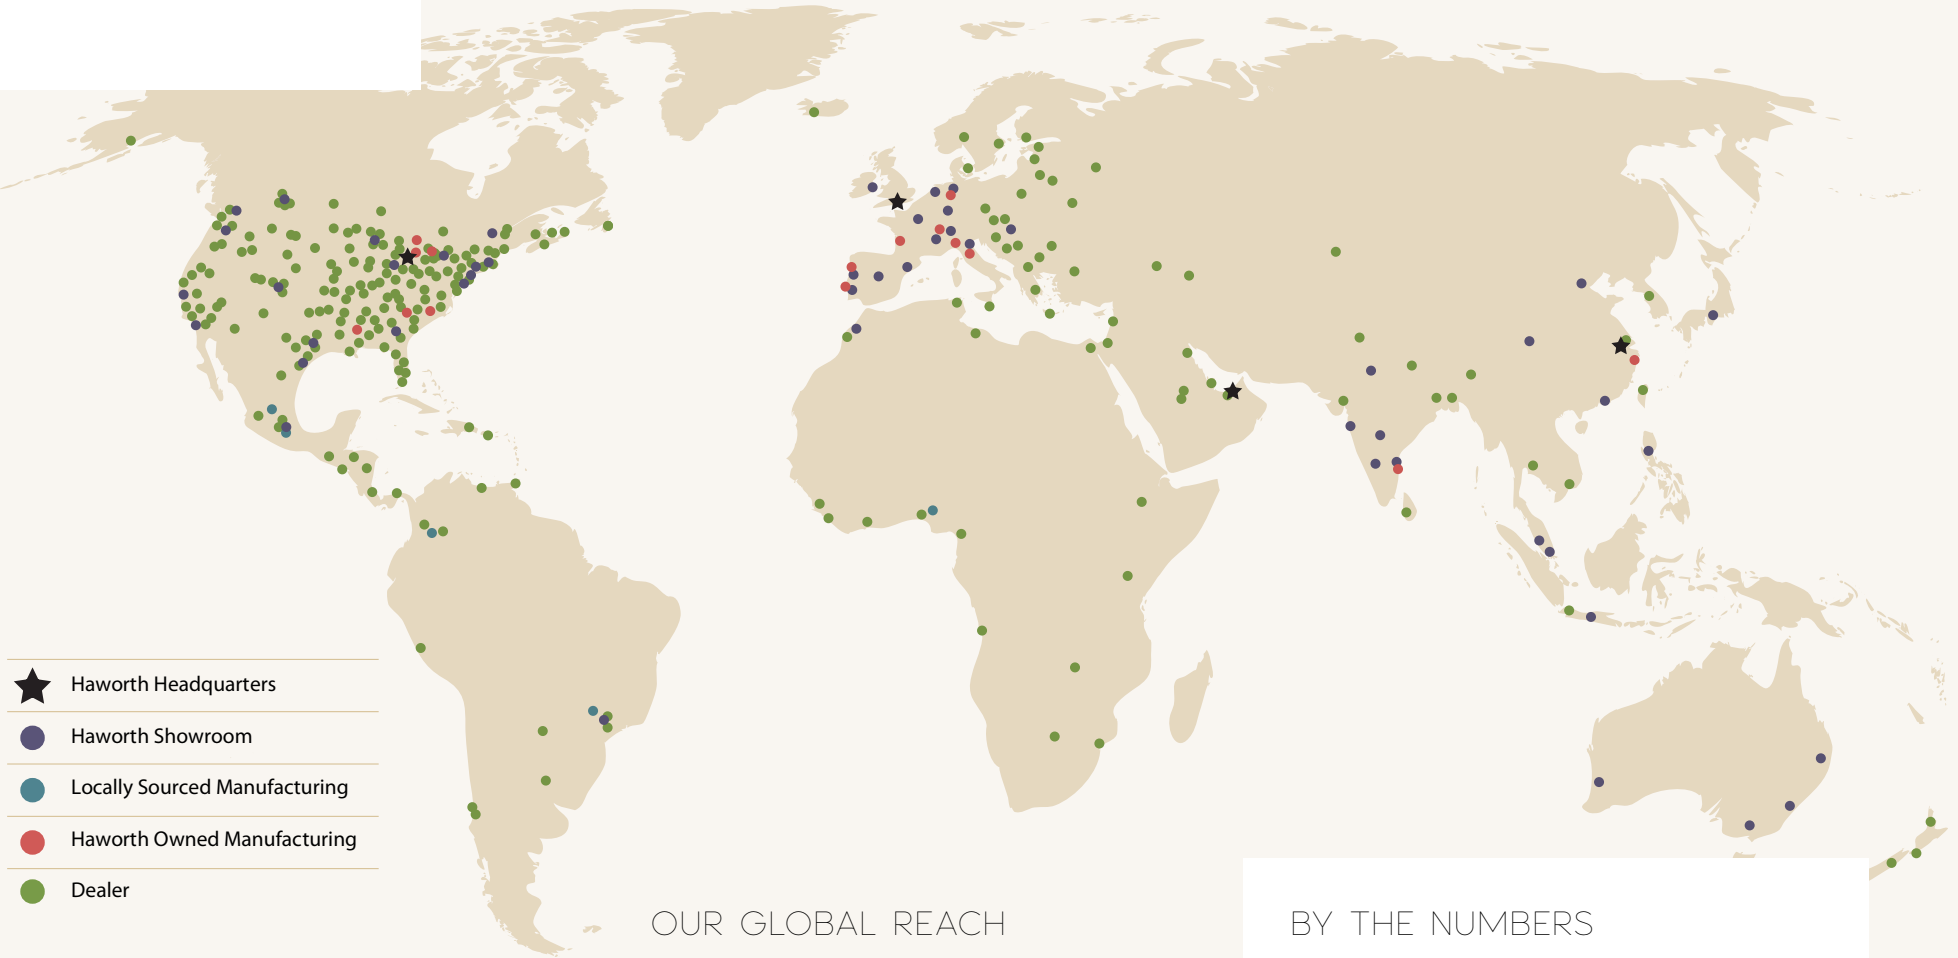 Haworth Headquarters
Haworth Showroom
Locally Sourced Manufacturing
Haworth Owned Manufacturing
Dealer
OUR GLOBAL REACH
BY THE NUMBERS